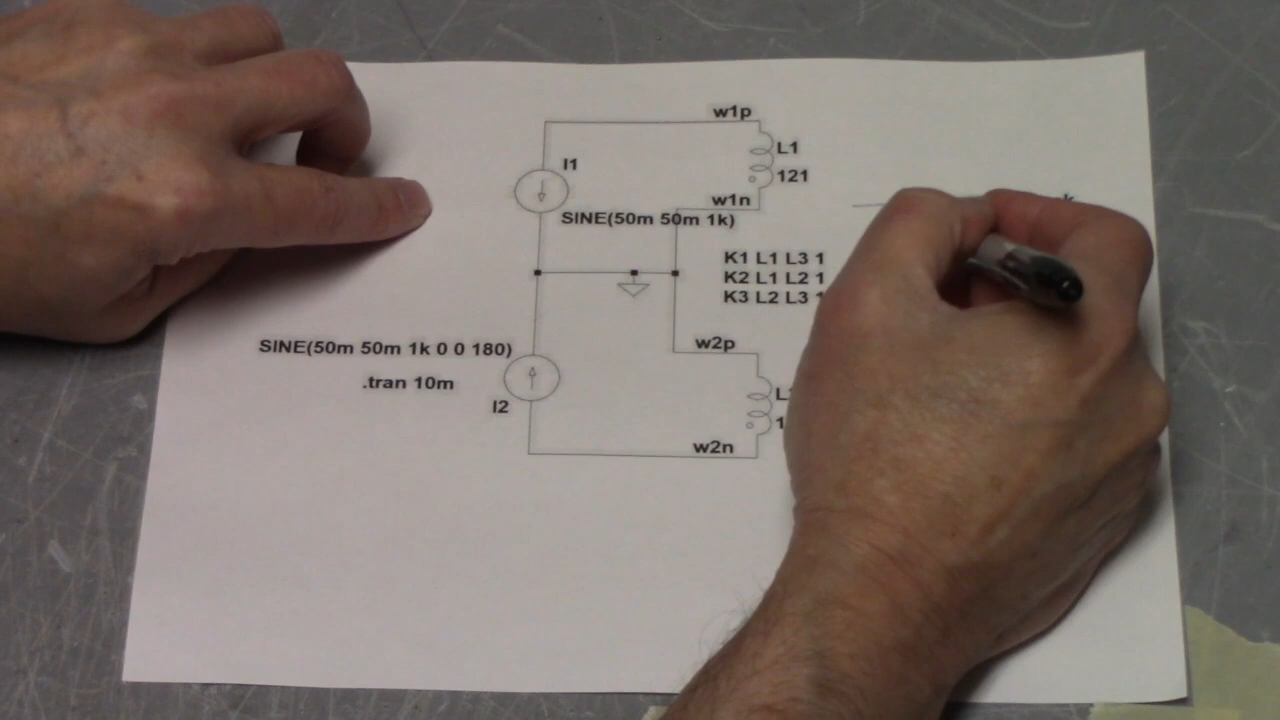 w1p
I1
L1
121
w1n
SINE(50m 50m 1k)
K1 L1 L3 1
K2 L1 L2 1
K3 L2 L3
w2p
SINE(50m 50m 1k 0 0 180)
.tran 10m
I2
w2n